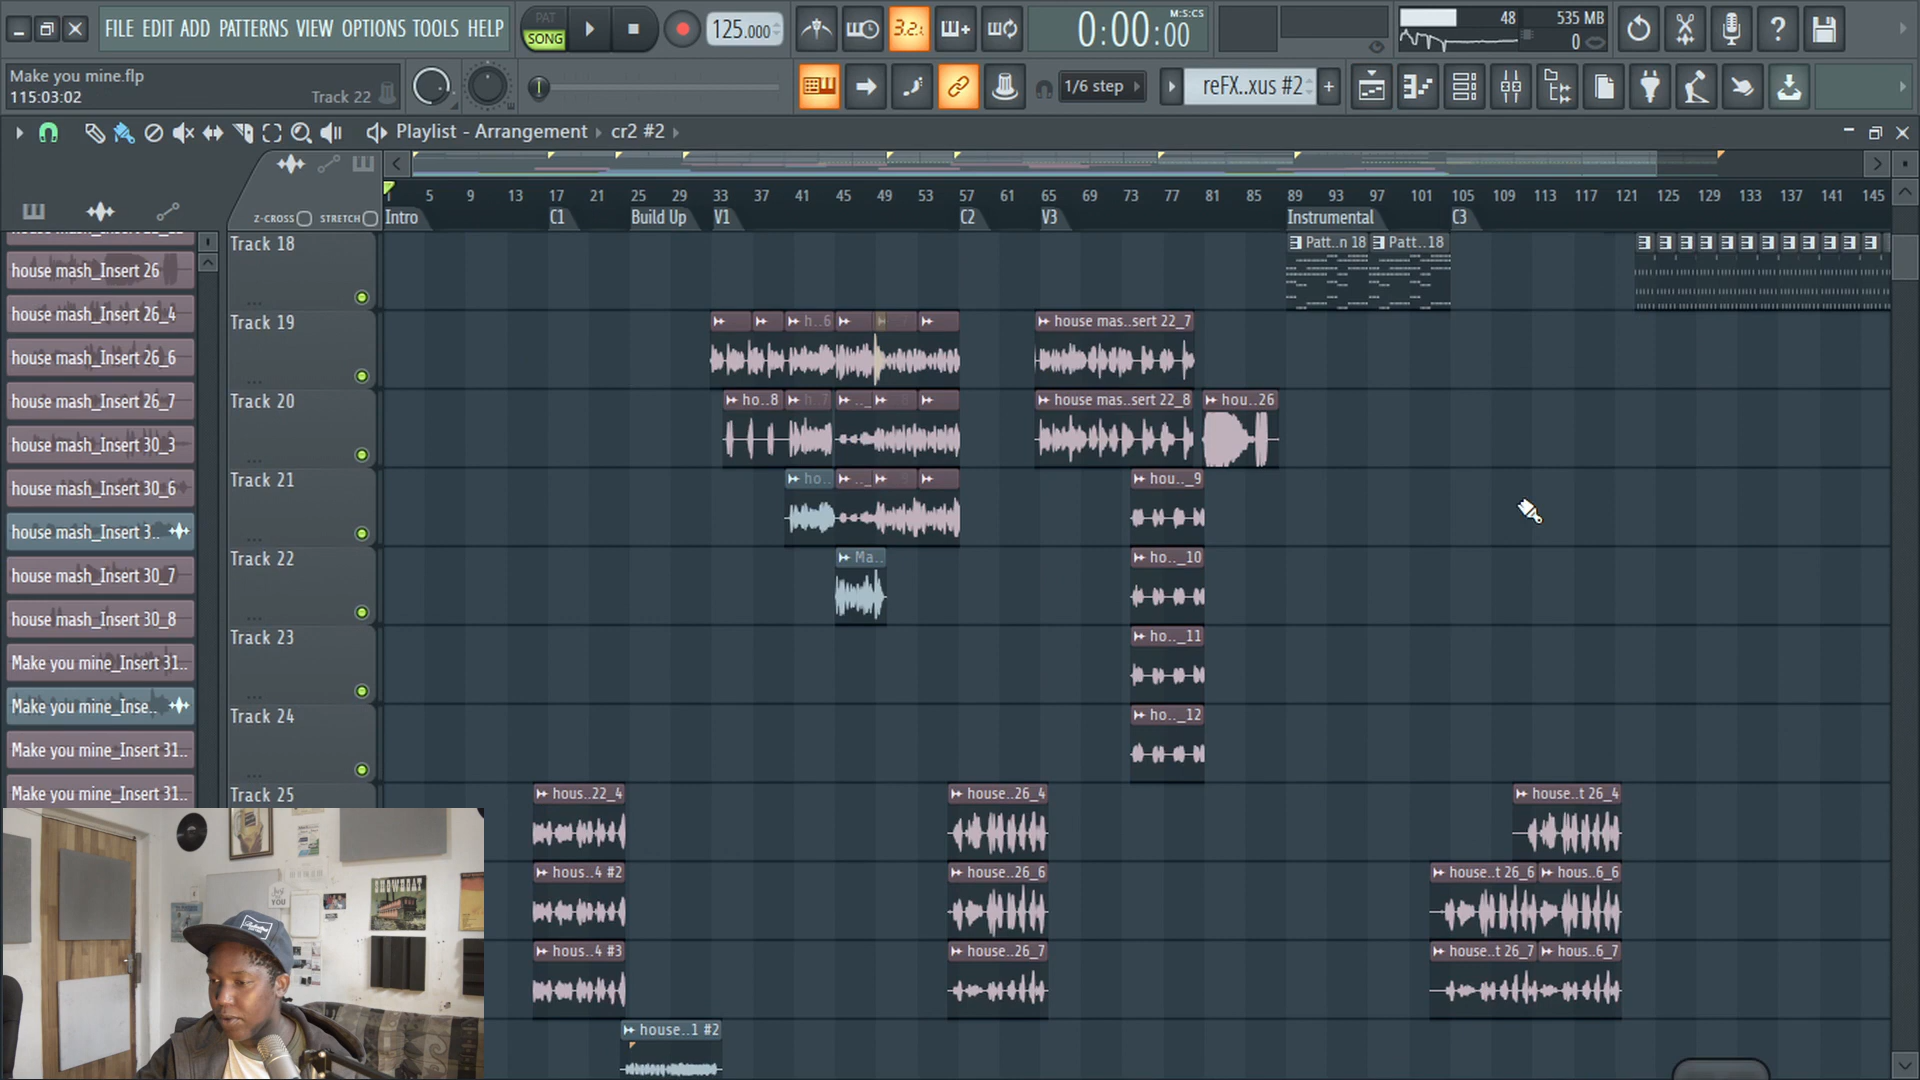 FILE EDIT ADD PATTERNS VIEW OPTIONS TOOLS HELP
PAT
SONG
125.000
3.2
0:00:00
M:S:CS
48
535 MB
0
Make you mine.flp
115:03:02
Track 22
1/6 step
reFX..xus #2
Playlist - Arrangement
cr2 #2
Z-CROSS
STRETCH
1 5 9 13 17 21 25 29 33 37 41 45 49 53 57 61 65 69 73 77 81 85 89 93 97 101 105 109 113 117 121 125 129 133 137 141 145
Intro
C1
Build Up
V1
C2
V3
Instrumental
C3
house mash_Insert 26
house mash_Insert 26_4
house mash_Insert 26_6
house mash_Insert 26_7
house mash_Insert 30_3
house mash_Insert 30_6
house mash_Insert 3..
house mash_Insert 30_7
house mash_Insert 30_8
Make you mine_Insert 31..
Make you mine_Inse..
Make you mine_Insert 31..
Make you mine_Insert 31..
Track 18
Patt..n 18
Patt..18
Track 19
h..6
house mas..sert 22_7
Track 20
ho..8
house mas..sert 22_8
hou..26
Track 21
ho..
hou.._9
Track 22
Ma..
ho.._10
Track 23
ho.._11
Track 24
ho.._12
Track 25
hous..22_4
house..26_4
house..t 26_4
hous..4 #2
house..26_6
house..t 26_6
hous..6_6
hous..4 #3
house..26_7
house..t 26_7
hous..6_7
house..1 #2
SHOWBEAT